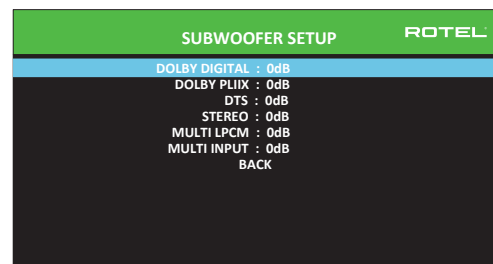 SUBWOOFER SETUP
ROTEL
DOLBY DIGITAL : 0dB
DOLBY PLIIX : 0dB
DTS : 0dB
STEREO : 0dB
MULTI LPCM : 0dB
MULTI INPUT : 0dB
BACK